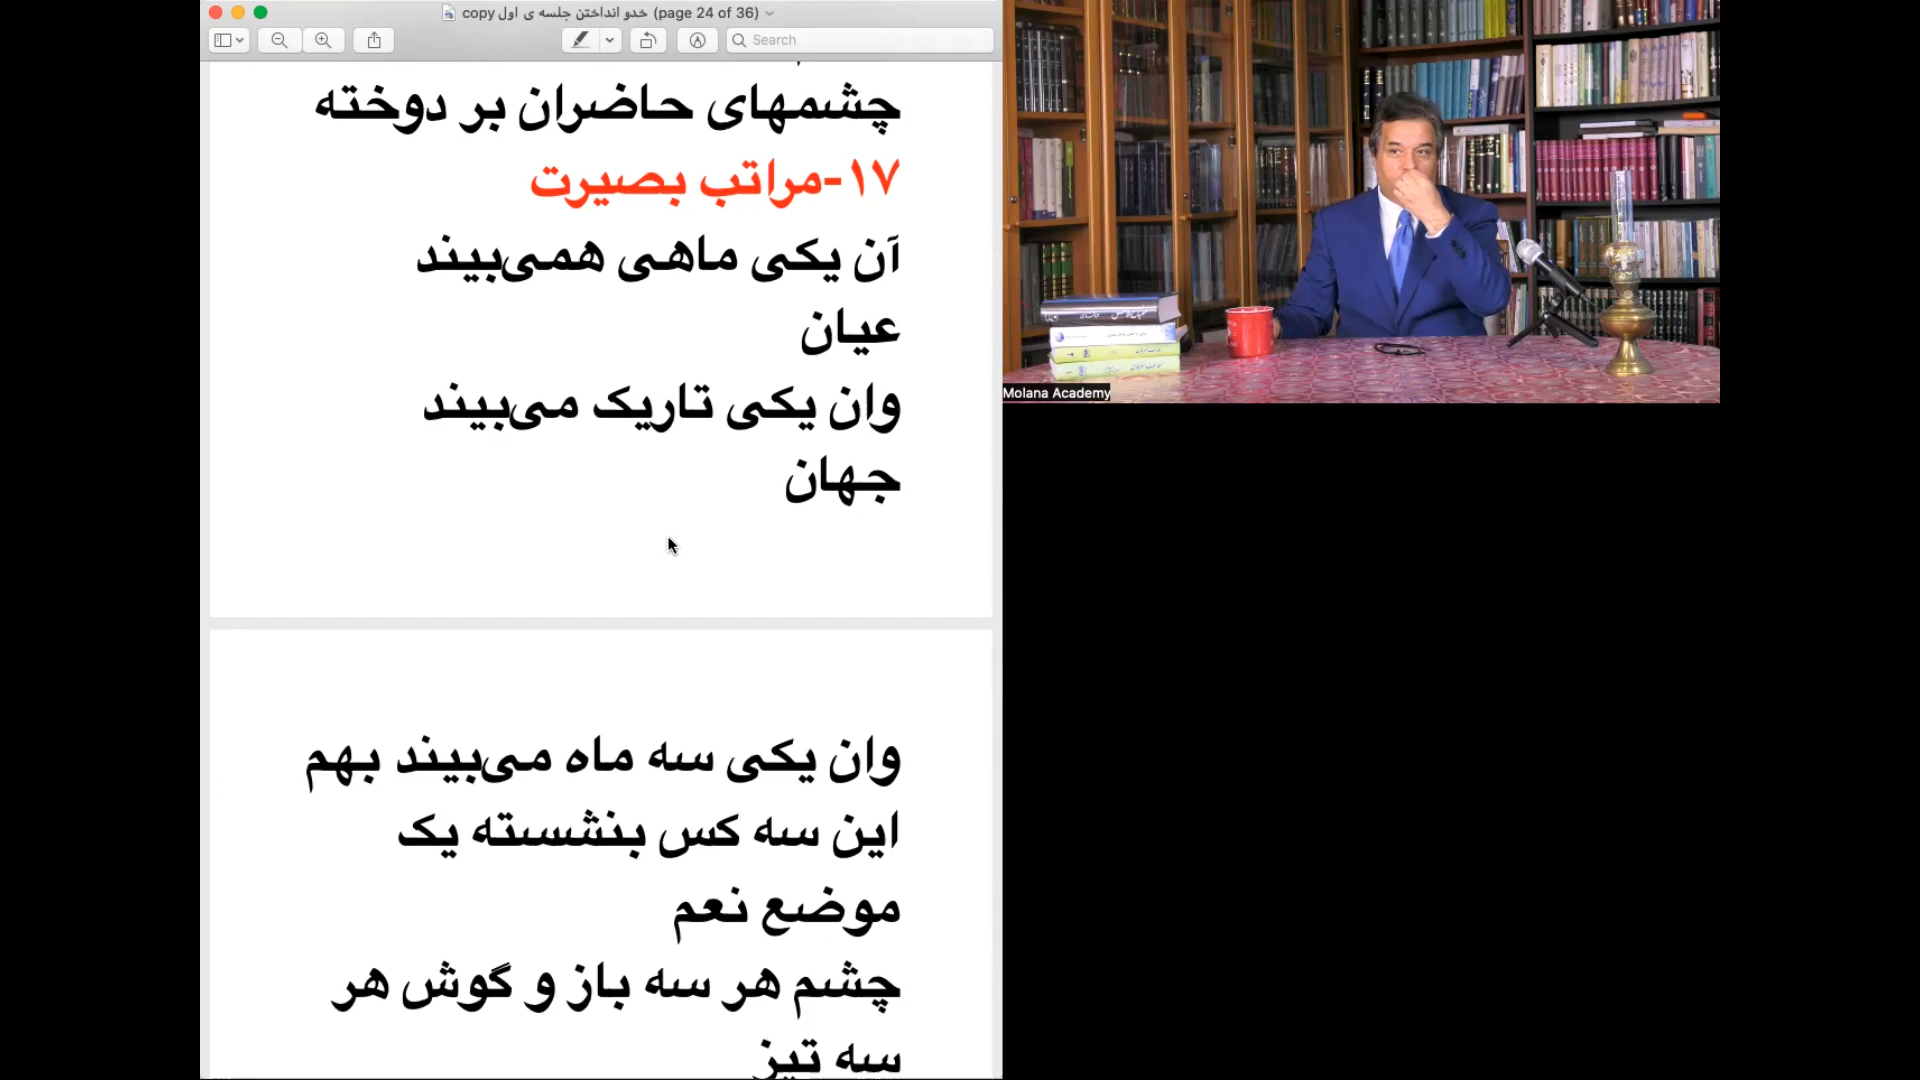 خدو انداختن جلسه ی اول copy (page 24 of 36)
Search
چشمهای حاضران بر دوخته
۱۷-مراتب بصیرت
آن یکی ماهی همی‌بیند
عیان
وان یکی تاریک می‌بیند
جهان
وان یکی سه ماه می‌بیند بهم
این سه کس بنشسته یک
موضع نعم
چشم هر سه باز و گوش هر
سه تیز
Molana Academy